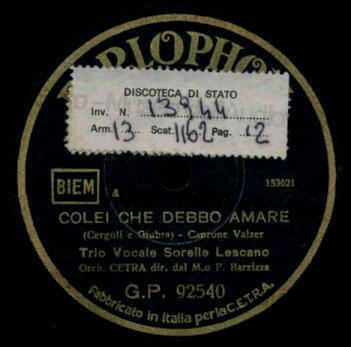 RLOPHO
DISCOTECA DI STATO
Inv. N. 13944
Arm. 13 Scat. 1162 Pag. 12
BIEM a 153621
COLEI CHE DEBBO AMARE
(Cergoli e Giubra) - Canzone Valzer
Trio Vocale Sorelle Lescano
Orch. CETRA dir. dal M.o P. Barzizza
G.P. 92540
Fabbricato in Italia per la C.E.T.R.A.